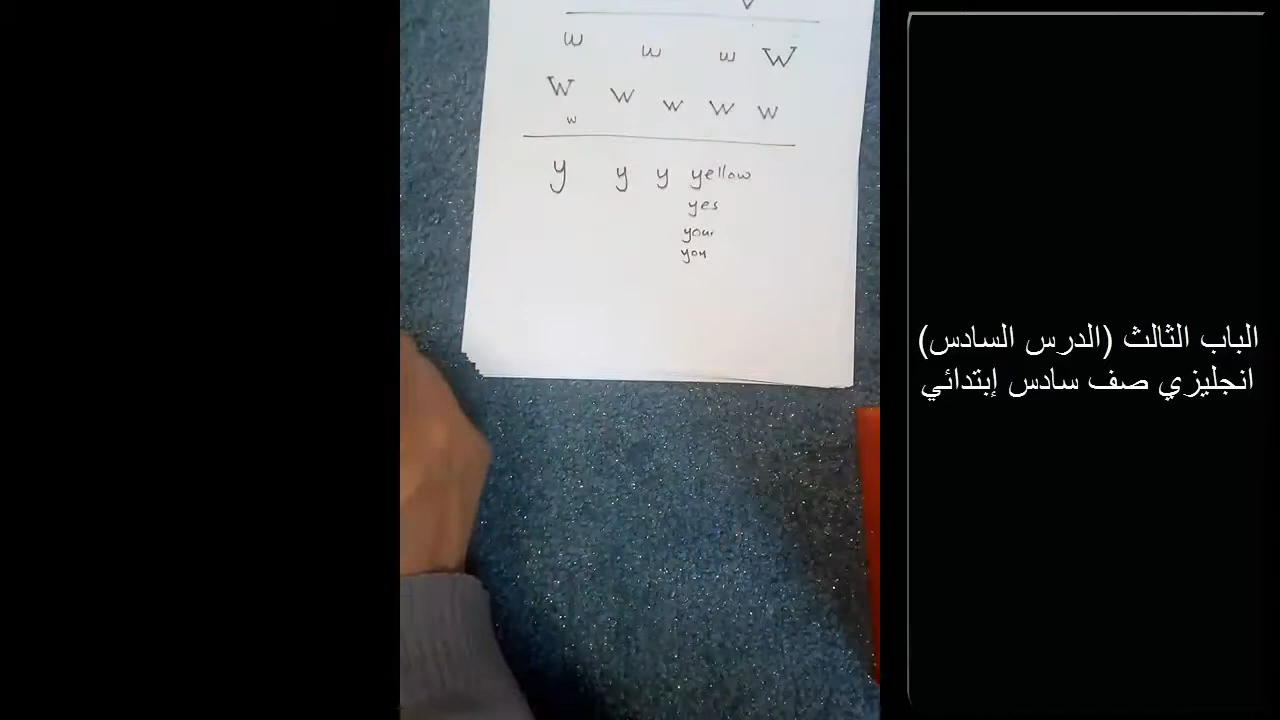 w w w W
W w w w w
w
y y y yellow
yes
your
you
الباب الثالث (الدرس السادس)
انجليزي صف سادس إبتدائي